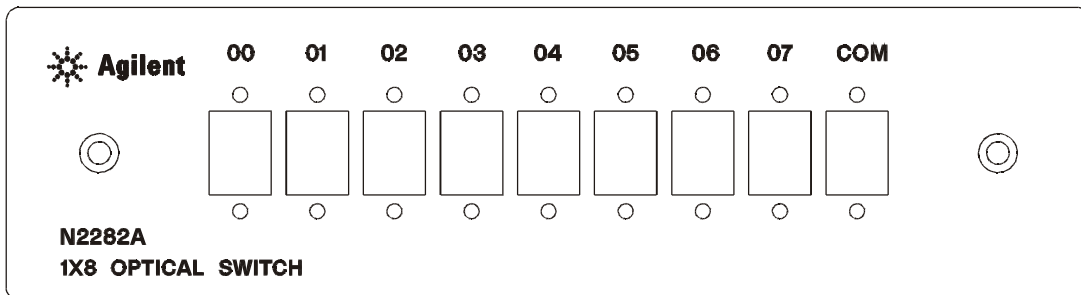 Agilent 00 01 02 03 04 05 06 07 COM
N2282A
1X8 OPTICAL SWITCH